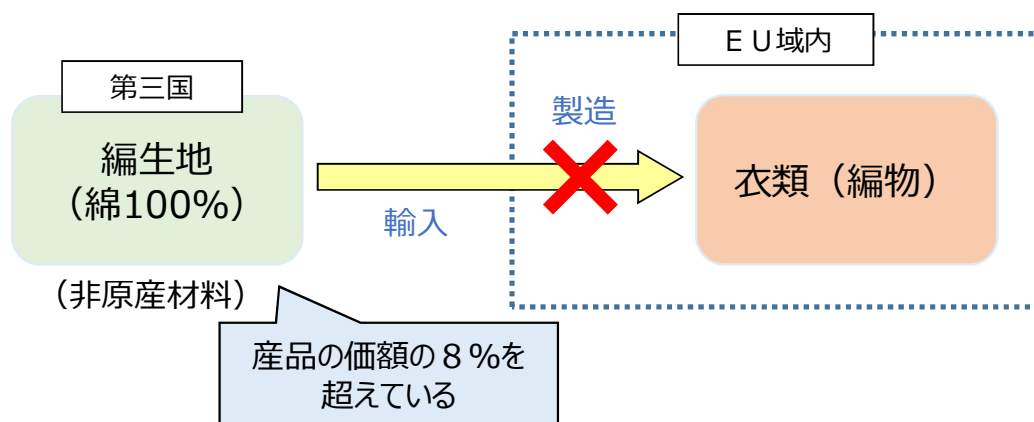 ＥＵ域内
第三国
製造
編生地
（綿100%）
衣類（編物）
輸入
（非原産材料）
産品の価額の８%を
超えている